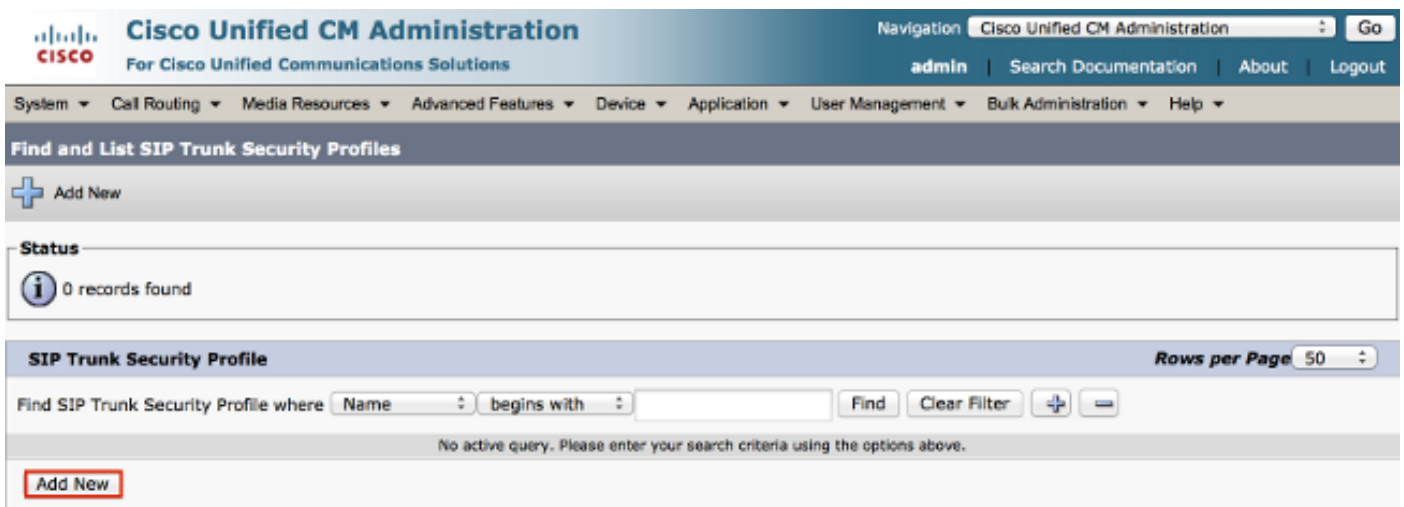 CISCO
Cisco Unified CM Administration
For Cisco Unified Communications Solutions
Navigation Cisco Unified CM Administration Go
admin | Search Documentation | About | Logout
System Call Routing Media Resources Advanced Features Device Application User Management Bulk Administration Help
Find and List SIP Trunk Security Profiles
Add New
Status
i 0 records found
SIP Trunk Security Profile Rows per Page 50
Find SIP Trunk Security Profile where Name begins with Find Clear Filter
No active query. Please enter your search criteria using the options above.
Add New